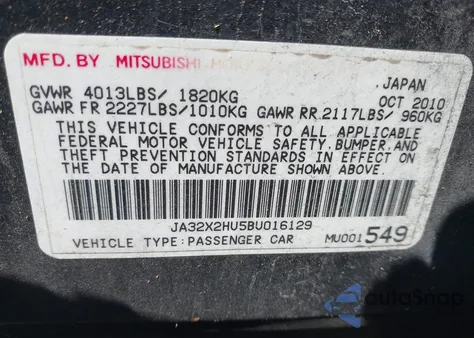 MFD. BY MITSUBISHI
JAPAN
GVWR 4013LBS/ 1820KG
OCT 2010
GAWR FR 2227LBS/1010KG GAWR RR 2117LBS/ 960KG
THIS VEHICLE CONFORMS TO ALL APPLICABLE
FEDERAL MOTOR VEHICLE SAFETY, BUMPER, AND
THEFT PREVENTION STANDARDS IN EFFECT ON
THE DATE OF MANUFACTURE SHOWN ABOVE.
JA32X2HU5BU016129
VEHICLE TYPE:PASSENGER CAR
MU001549
autoSnap